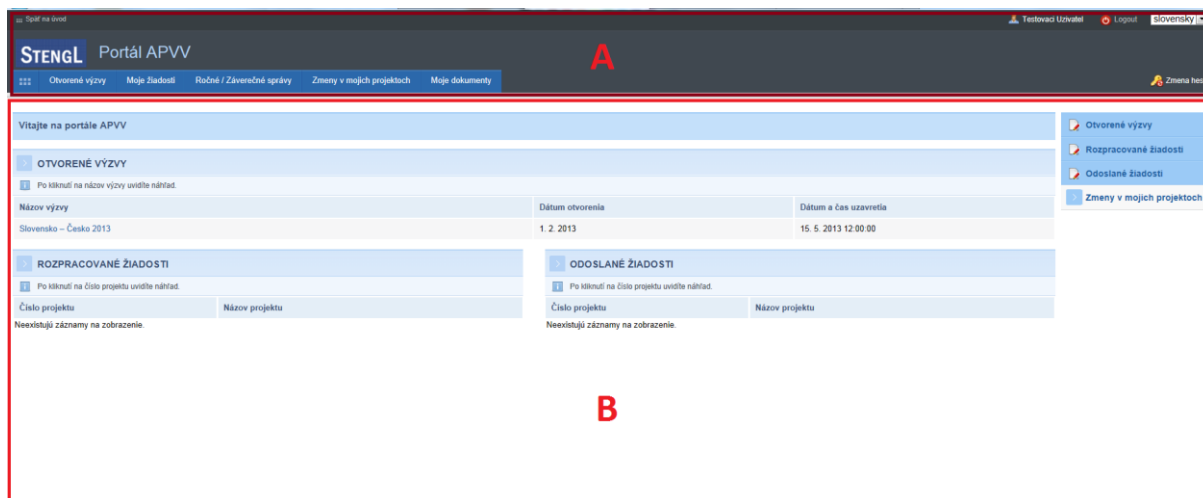 Späť na úvod Testovaci Uzivatel Logout slovensky
STENGL Portál APVV
A
Otvorené výzvy Moje žiadosti Ročné / Záverečné správy Zmeny v mojich projektoch Moje dokumenty Zmena hes
Vitajte na portále APVV
Otvorené výzvy
Rozpracované žiadosti
Odoslané žiadosti
Zmeny v mojich projektoch
OTVORENÉ VÝZVY
Po kliknutí na názov výzvy uvidíte náhľad.
Názov výzvy Dátum otvorenia Dátum a čas uzavretia
Slovensko – Česko 2013 1. 2. 2013 15. 5. 2013 12:00:00
ROZPRACOVANÉ ŽIADOSTI
Po kliknutí na číslo projektu uvidíte náhľad.
Číslo projektu Názov projektu
Neexistujú záznamy na zobrazenie.
ODOSLANÉ ŽIADOSTI
Po kliknutí na číslo projektu uvidíte náhľad.
Číslo projektu Názov projektu
Neexistujú záznamy na zobrazenie.
B